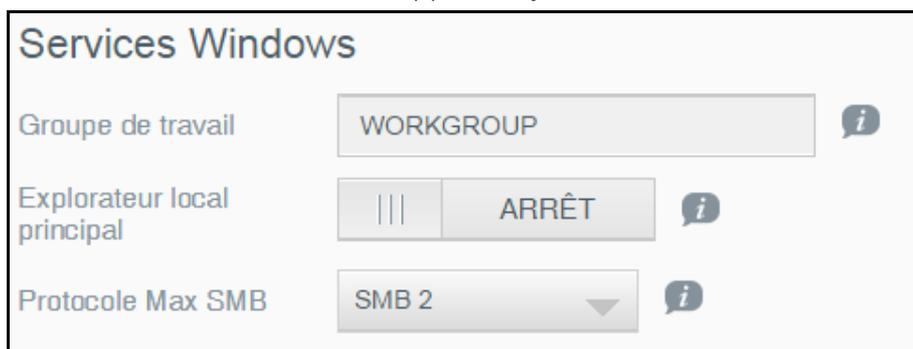 Services Windows
Groupe de travail
WORKGROUP
Explorateur local
principal
ARRÊT
Protocole Max SMB
SMB 2